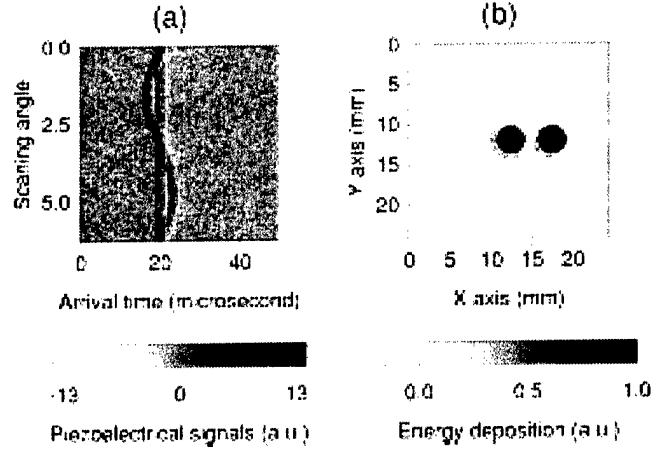 (a)
0.0
2.5
5.0
Scaning angle
0 20 40
Arrival time (microsecond)
-13 0 13
Piezoelectrical signals (a.u.)
(b)
0
5
10
15
20
Y axis (mm)
0 5 10 15 20
X axis (mm)
0.0 0.5 1.0
Energy deposition (a.u.)